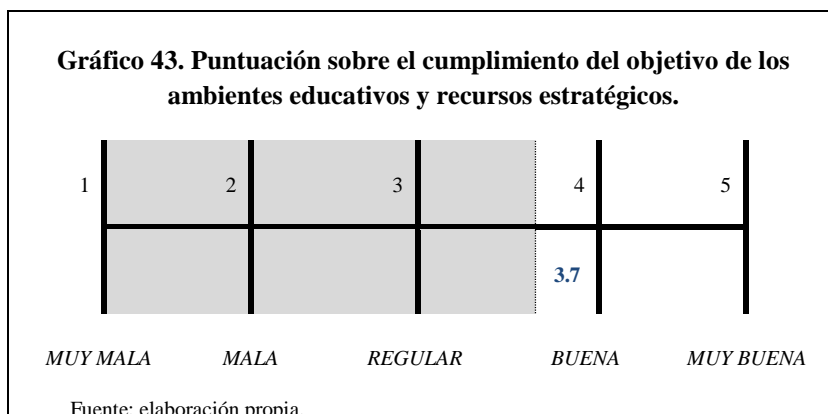 Gráfico 43. Puntuación sobre el cumplimiento del objetivo de los
ambientes educativos y recursos estratégicos.
1 2 3 4 5
3.7
MUY MALA MALA REGULAR BUENA MUY BUENA
Fuente: elaboración propia